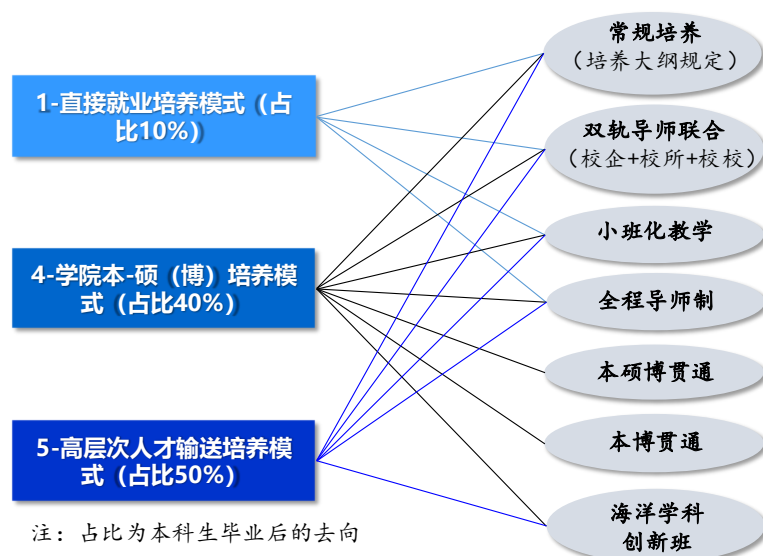 1-直接就业培养模式（占
比10%）
4-学院本-硕（博）培养模
式（占比40%）
5-高层次人才输送培养模
式（占比50%）
注：占比为本科生毕业后的去向
常规培养
（培养大纲规定）
双轨导师联合
（校企+校所+校校）
小班化教学
全程导师制
本硕博贯通
本博贯通
海洋学科
创新班